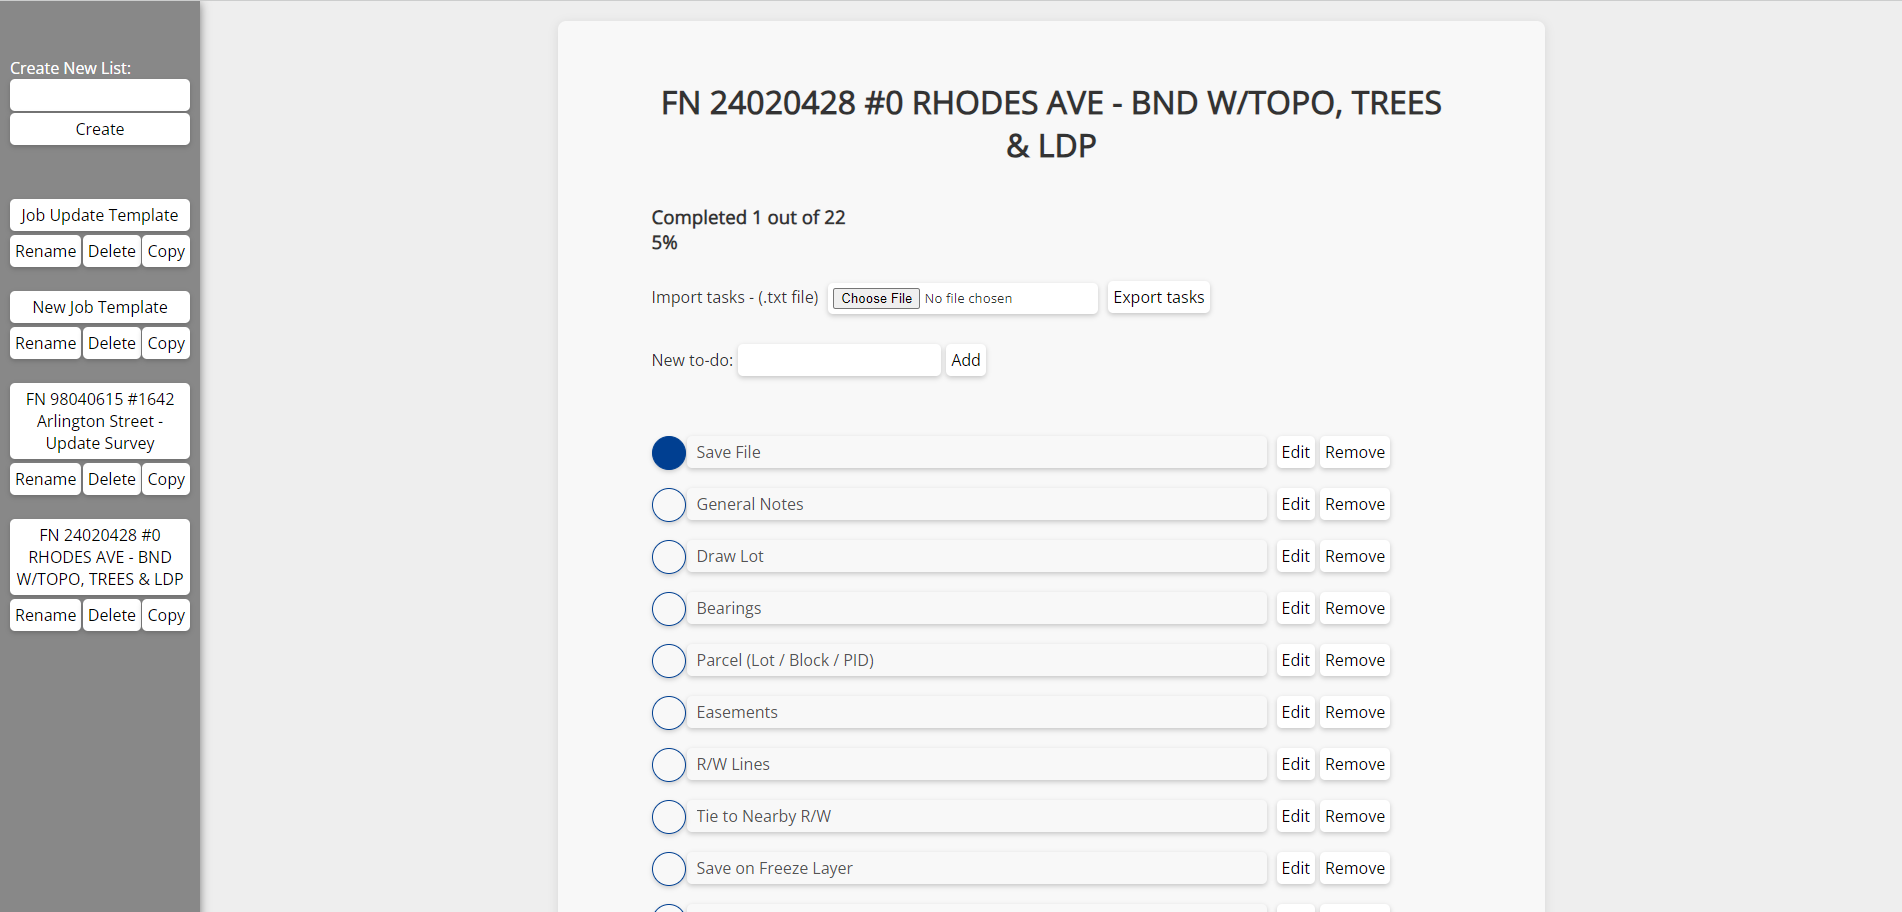 Create New List:
Create
Job Update Template
Rename Delete Copy
New Job Template
Rename Delete Copy
FN 98040615 #1642
Arlington Street -
Update Survey
Rename Delete Copy
FN 24020428 #0
RHODES AVE - BND
W/TOPO, TREES & LDP
Rename Delete Copy
FN 24020428 #0 RHODES AVE - BND W/TOPO, TREES
& LDP
Completed 1 out of 22
5%
Import tasks - (.txt file) Choose File No file chosen Export tasks
New to-do: Add
Save File Edit Remove
General Notes Edit Remove
Draw Lot Edit Remove
Bearings Edit Remove
Parcel (Lot / Block / PID) Edit Remove
Easements Edit Remove
R/W Lines Edit Remove
Tie to Nearby R/W Edit Remove
Save on Freeze Layer Edit Remove